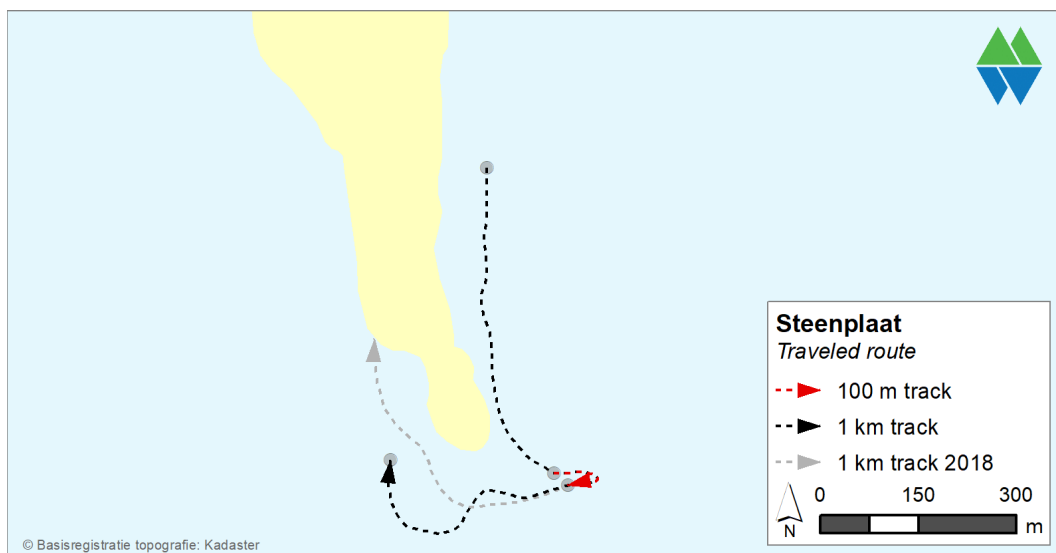 Steenplaat
Traveled route
100 m track
1 km track
1 km track 2018
0 150 300
m
N
© Basisregistratie topografie: Kadaster